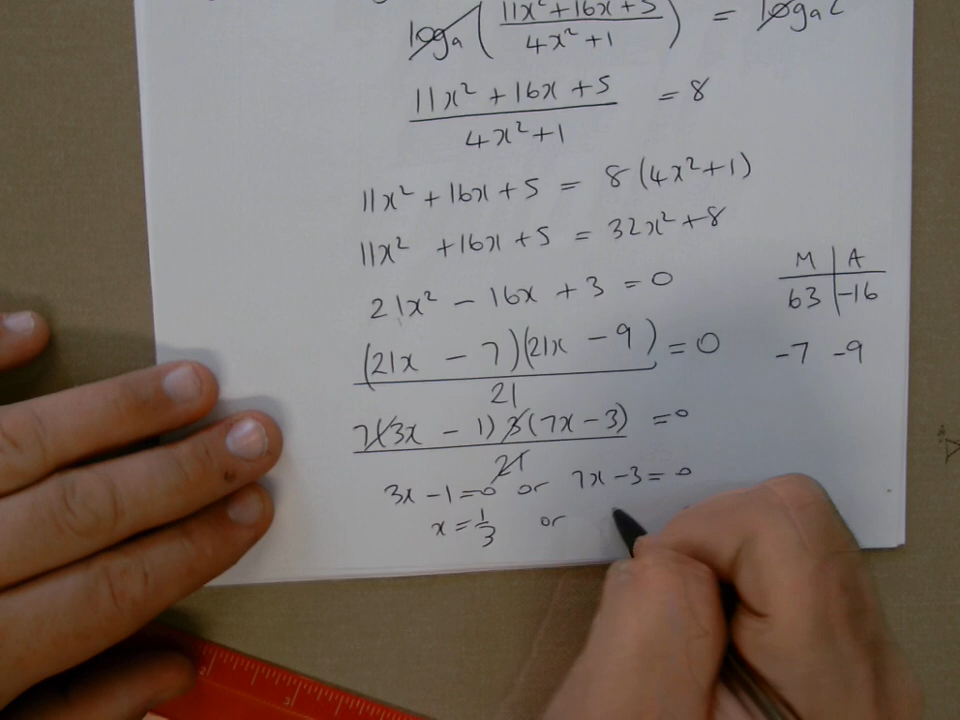 logₐ ( (11x² + 16x + 5) / (4x² + 1) ) = logₐ
(11x² + 16x + 5) / (4x² + 1) = 8
11x² + 16x + 5 = 8(4x² + 1)
11x² + 16x + 5 = 32x² + 8
21x² - 16x + 3 = 0
M | A
63 | -16
-7 -9
(21x - 7)(21x - 9) / 21 = 0
7(3x - 1) 3(7x - 3) / 21 = 0
3x - 1 = 0 or 7x - 3 = 0
x = 1/3 or